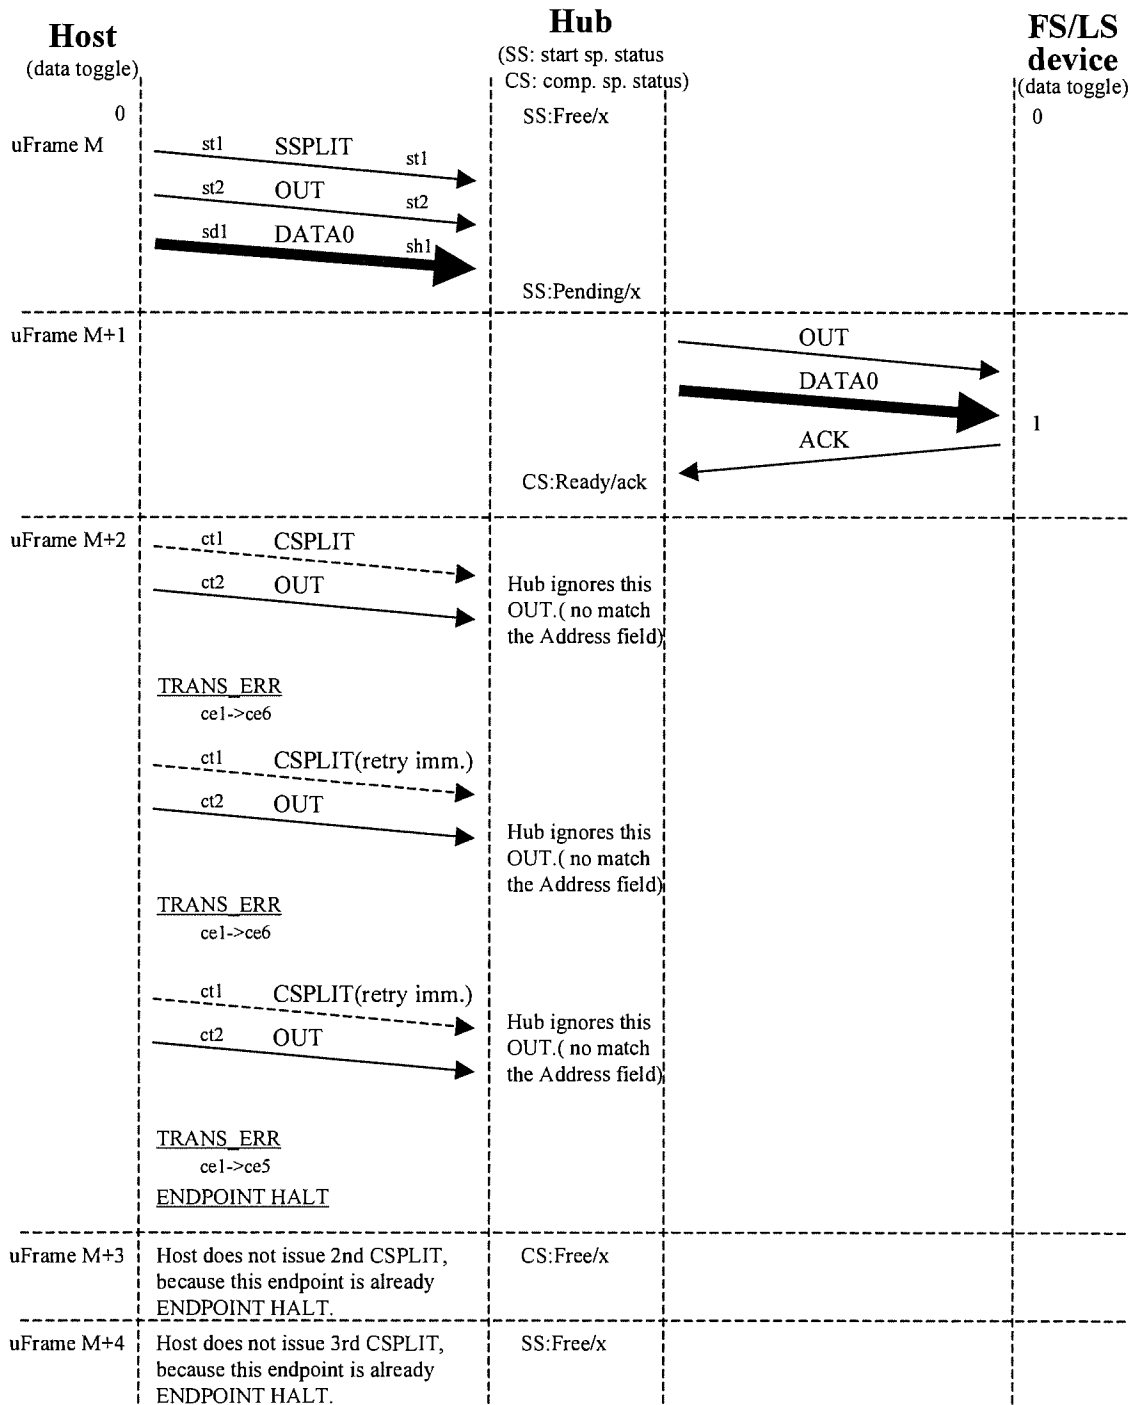 Host
(data toggle)
Hub
(SS: start sp. status
CS: comp. sp. status)
FS/LS
device
(data toggle)
0
SS:Free/x
0
uFrame M
st1 SSPLIT st1
st2 OUT st2
sd1 DATA0 sh1
SS:Pending/x
uFrame M+1
OUT
DATA0
1
ACK
CS:Ready/ack
uFrame M+2
ct1 CSPLIT
ct2 OUT
Hub ignores this
OUT.( no match
the Address field)
TRANS_ERR
ce1->ce6
ct1 CSPLIT(retry imm.)
ct2 OUT
Hub ignores this
OUT.( no match
the Address field)
TRANS_ERR
ce1->ce6
ct1 CSPLIT(retry imm.)
ct2 OUT
Hub ignores this
OUT.( no match
the Address field)
TRANS_ERR
ce1->ce5
ENDPOINT HALT
uFrame M+3
Host does not issue 2nd CSPLIT,
because this endpoint is already
ENDPOINT HALT.
CS:Free/x
uFrame M+4
Host does not issue 3rd CSPLIT,
because this endpoint is already
ENDPOINT HALT.
SS:Free/x